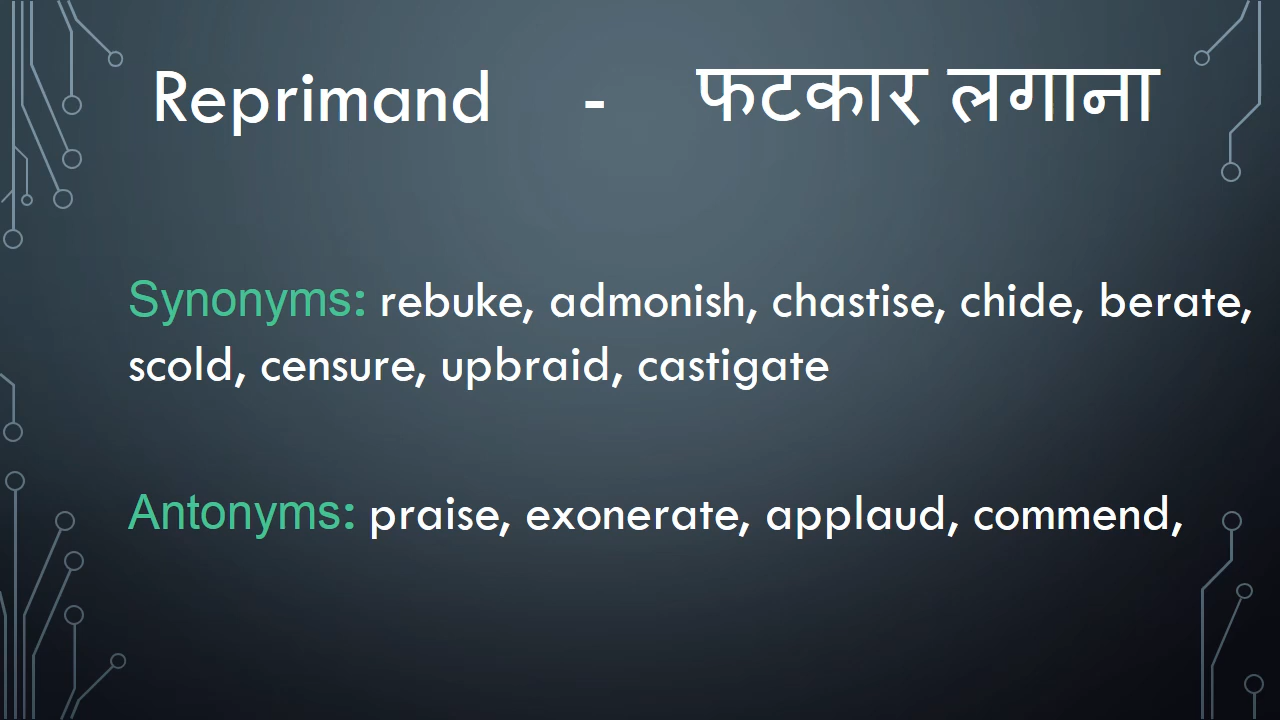 Reprimand - फटकार लगाना
Synonyms: rebuke, admonish, chastise, chide, berate,
scold, censure, upbraid, castigate
Antonyms: praise, exonerate, applaud, commend,